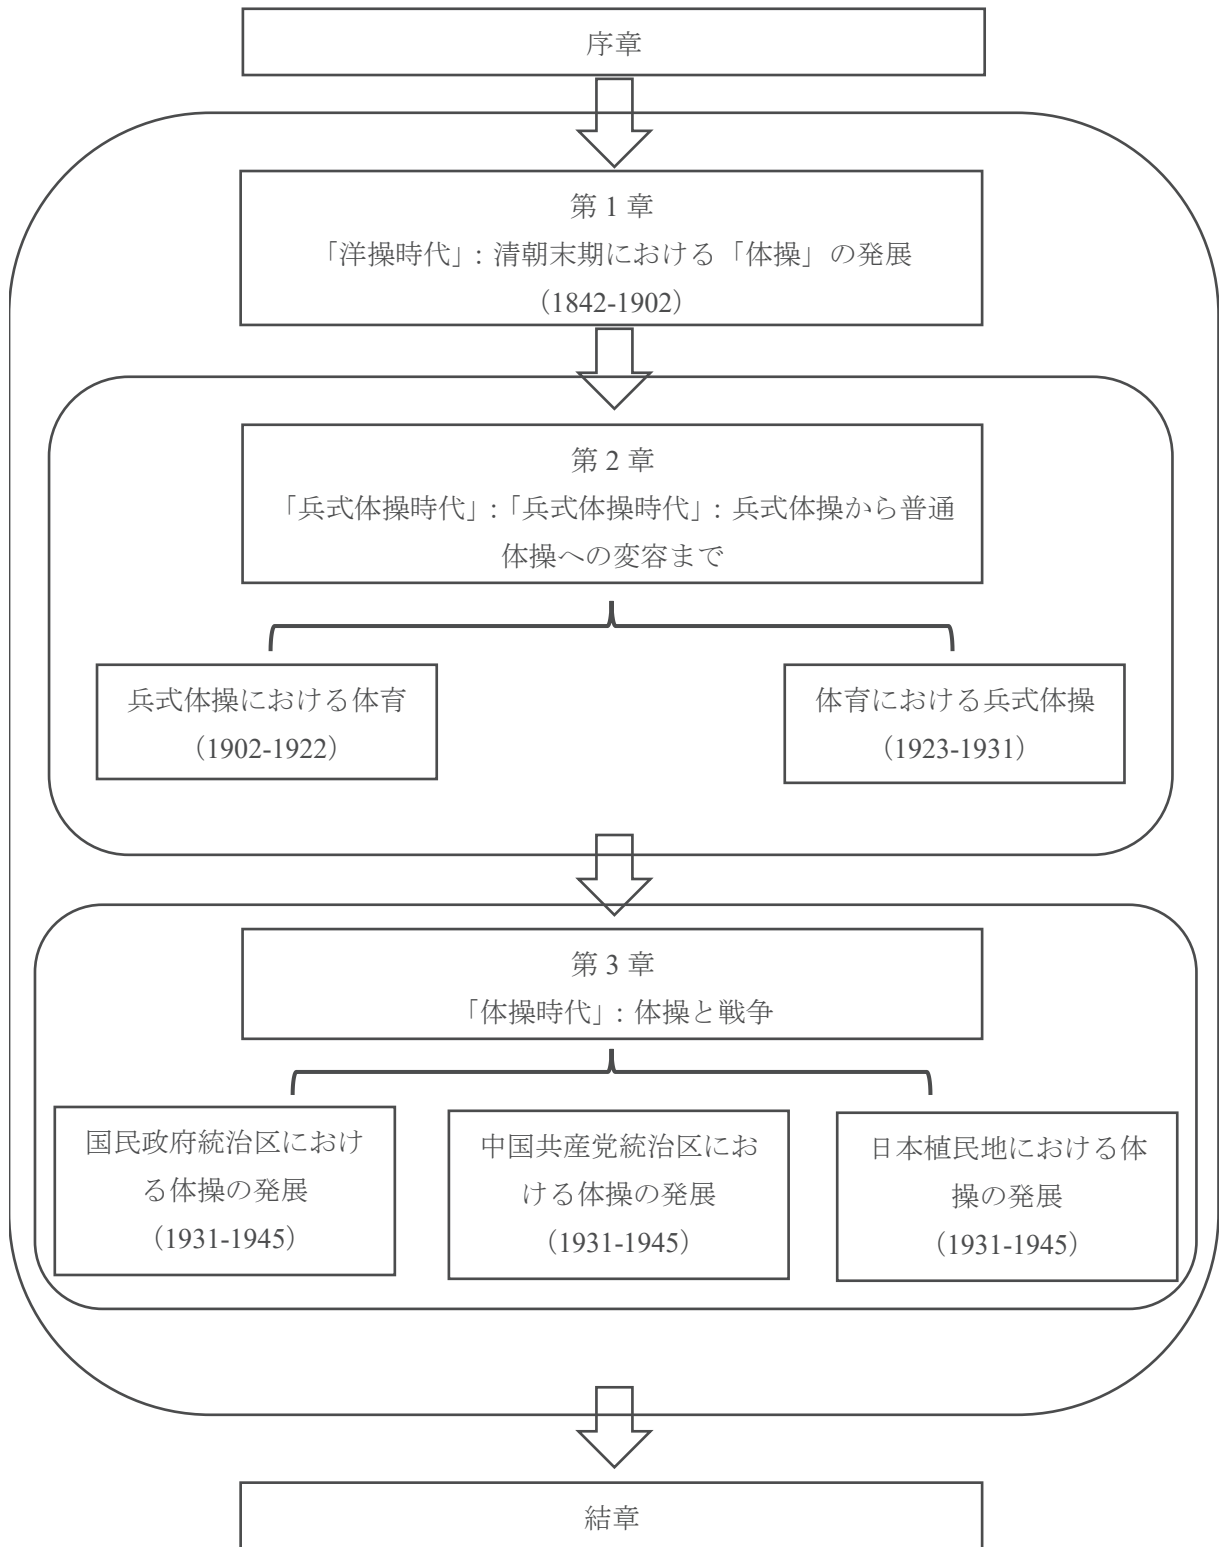 序章
第 1 章
「洋操時代」: 清朝末期における「体操」の発展
（1842-1902）
第 2 章
「兵式体操時代」:「兵式体操時代」: 兵式体操から普通
体操への変容まで
兵式体操における体育
（1902-1922）
体育における兵式体操
（1923-1931）
第 3 章
「体操時代」: 体操と戦争
国民政府統治区におけ
る体操の発展
（1931-1945）
中国共産党統治区にお
ける体操の発展
（1931-1945）
日本植民地における体
操の発展
（1931-1945）
結章